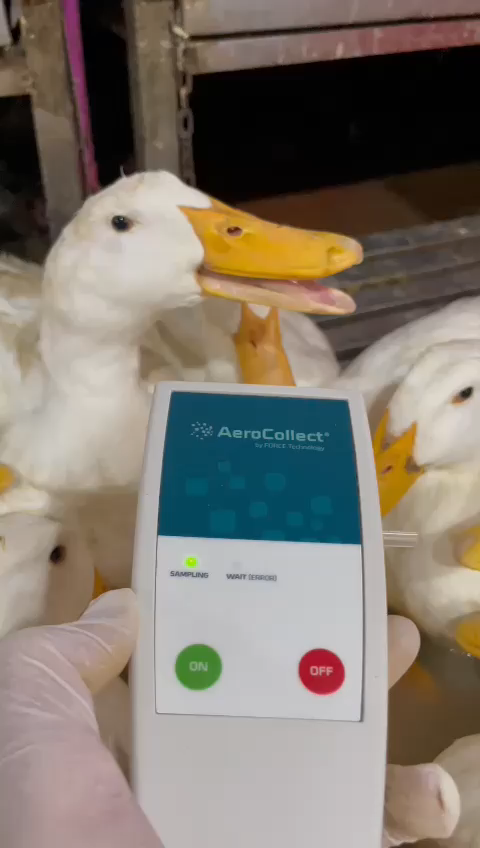 AeroCollect®
by FORCE Technology
SAMPLING WAIT (ERROR)
ON OFF